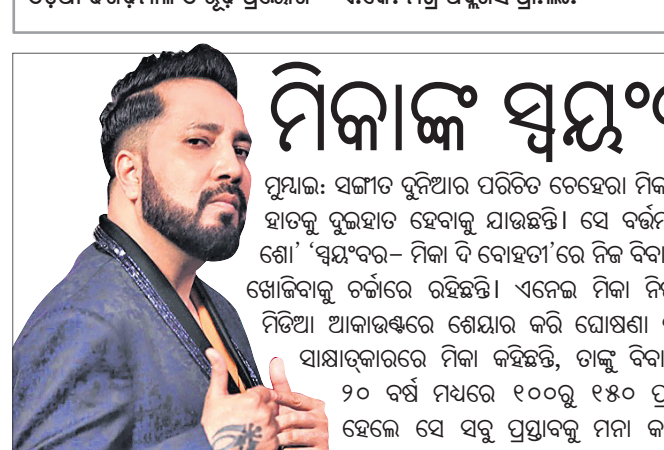 ମିକାଙ୍କ ସ୍ୱୟଂ
ମୁମ୍ବାଇ: ସଙ୍ଗୀତ ଦୁନିଆର ପରିଚିତ ଚେହେରା ମିକା
ହାତକୁ ଦୁଇହାତ ହେବାକୁ ଯାଉଛନ୍ତି। ସେ ବର୍ତ୍ତମ
ଶୋ’ ‘ସ୍ୱୟଂବର– ମିକା ଦି ବୋହତୀ’ରେ ନିଜ ବିବା
ଖୋଜିବାକୁ ଚର୍ଚ୍ଚାରେ ରହିଛନ୍ତି। ଏନେଇ ମିକା ନି
ମିଡିଆ ଆକାଉଣ୍ଟରେ ଶେୟାର କରି ଘୋଷଣା
ସାକ୍ଷାତ୍‌କାରରେ ମିକା କହିଛନ୍ତି, ତାଙ୍କୁ ବିବା
୨୦ ବର୍ଷ ମଧ୍ୟରେ ୧୦୦ରୁ ୧୫୦ ପ୍ର
ହେଲେ ସେ ସବୁ ପ୍ରସ୍ତାବକୁ ମନା କ